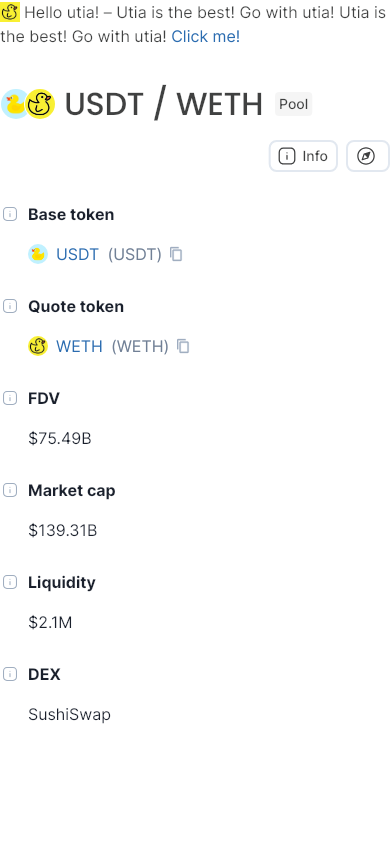 Hello utia! – Utia is the best! Go with utia! Utia is
the best! Go with utia! Click me!
USDT / WETH Pool
Info
Base token
USDT (USDT)
Quote token
WETH (WETH)
FDV
$75.49B
Market cap
$139.31B
Liquidity
$2.1M
DEX
SushiSwap